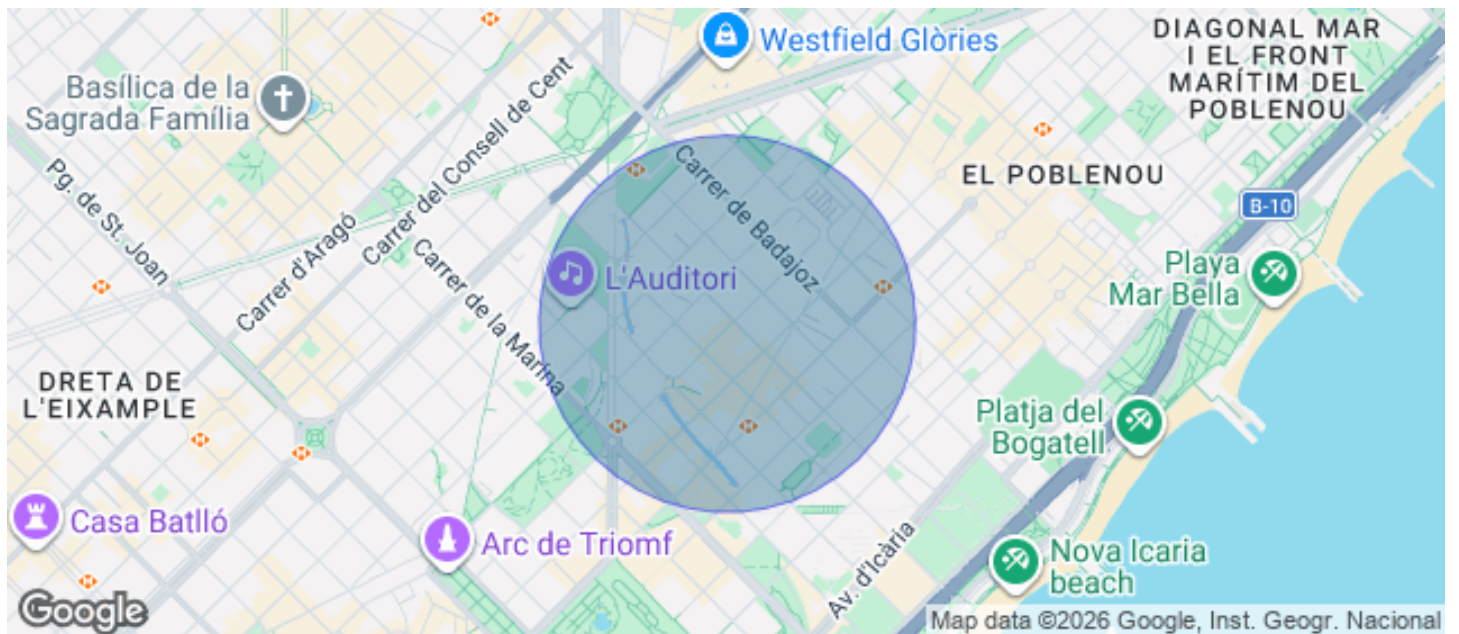 Westfield Glòries
DIAGONAL MAR
I EL FRONT
MARÍTIM DEL
POBLENOU
Basílica de la
Sagrada Família
Carrer del Consell de Cent
Pg. de St. Joan
Carrer d'Aragó
Carrer de la Marina
Carrer de Badajoz
EL POBLENOU
B-10
L'Auditori
Playa
Mar Bella
DRETA DE
L'EIXAMPLE
Platja del
Bogatell
Casa Batlló
Arc de Triomf
Av. d'Icària
Nova Icaria
beach
Google
Map data ©2026 Google, Inst. Geogr. Nacional